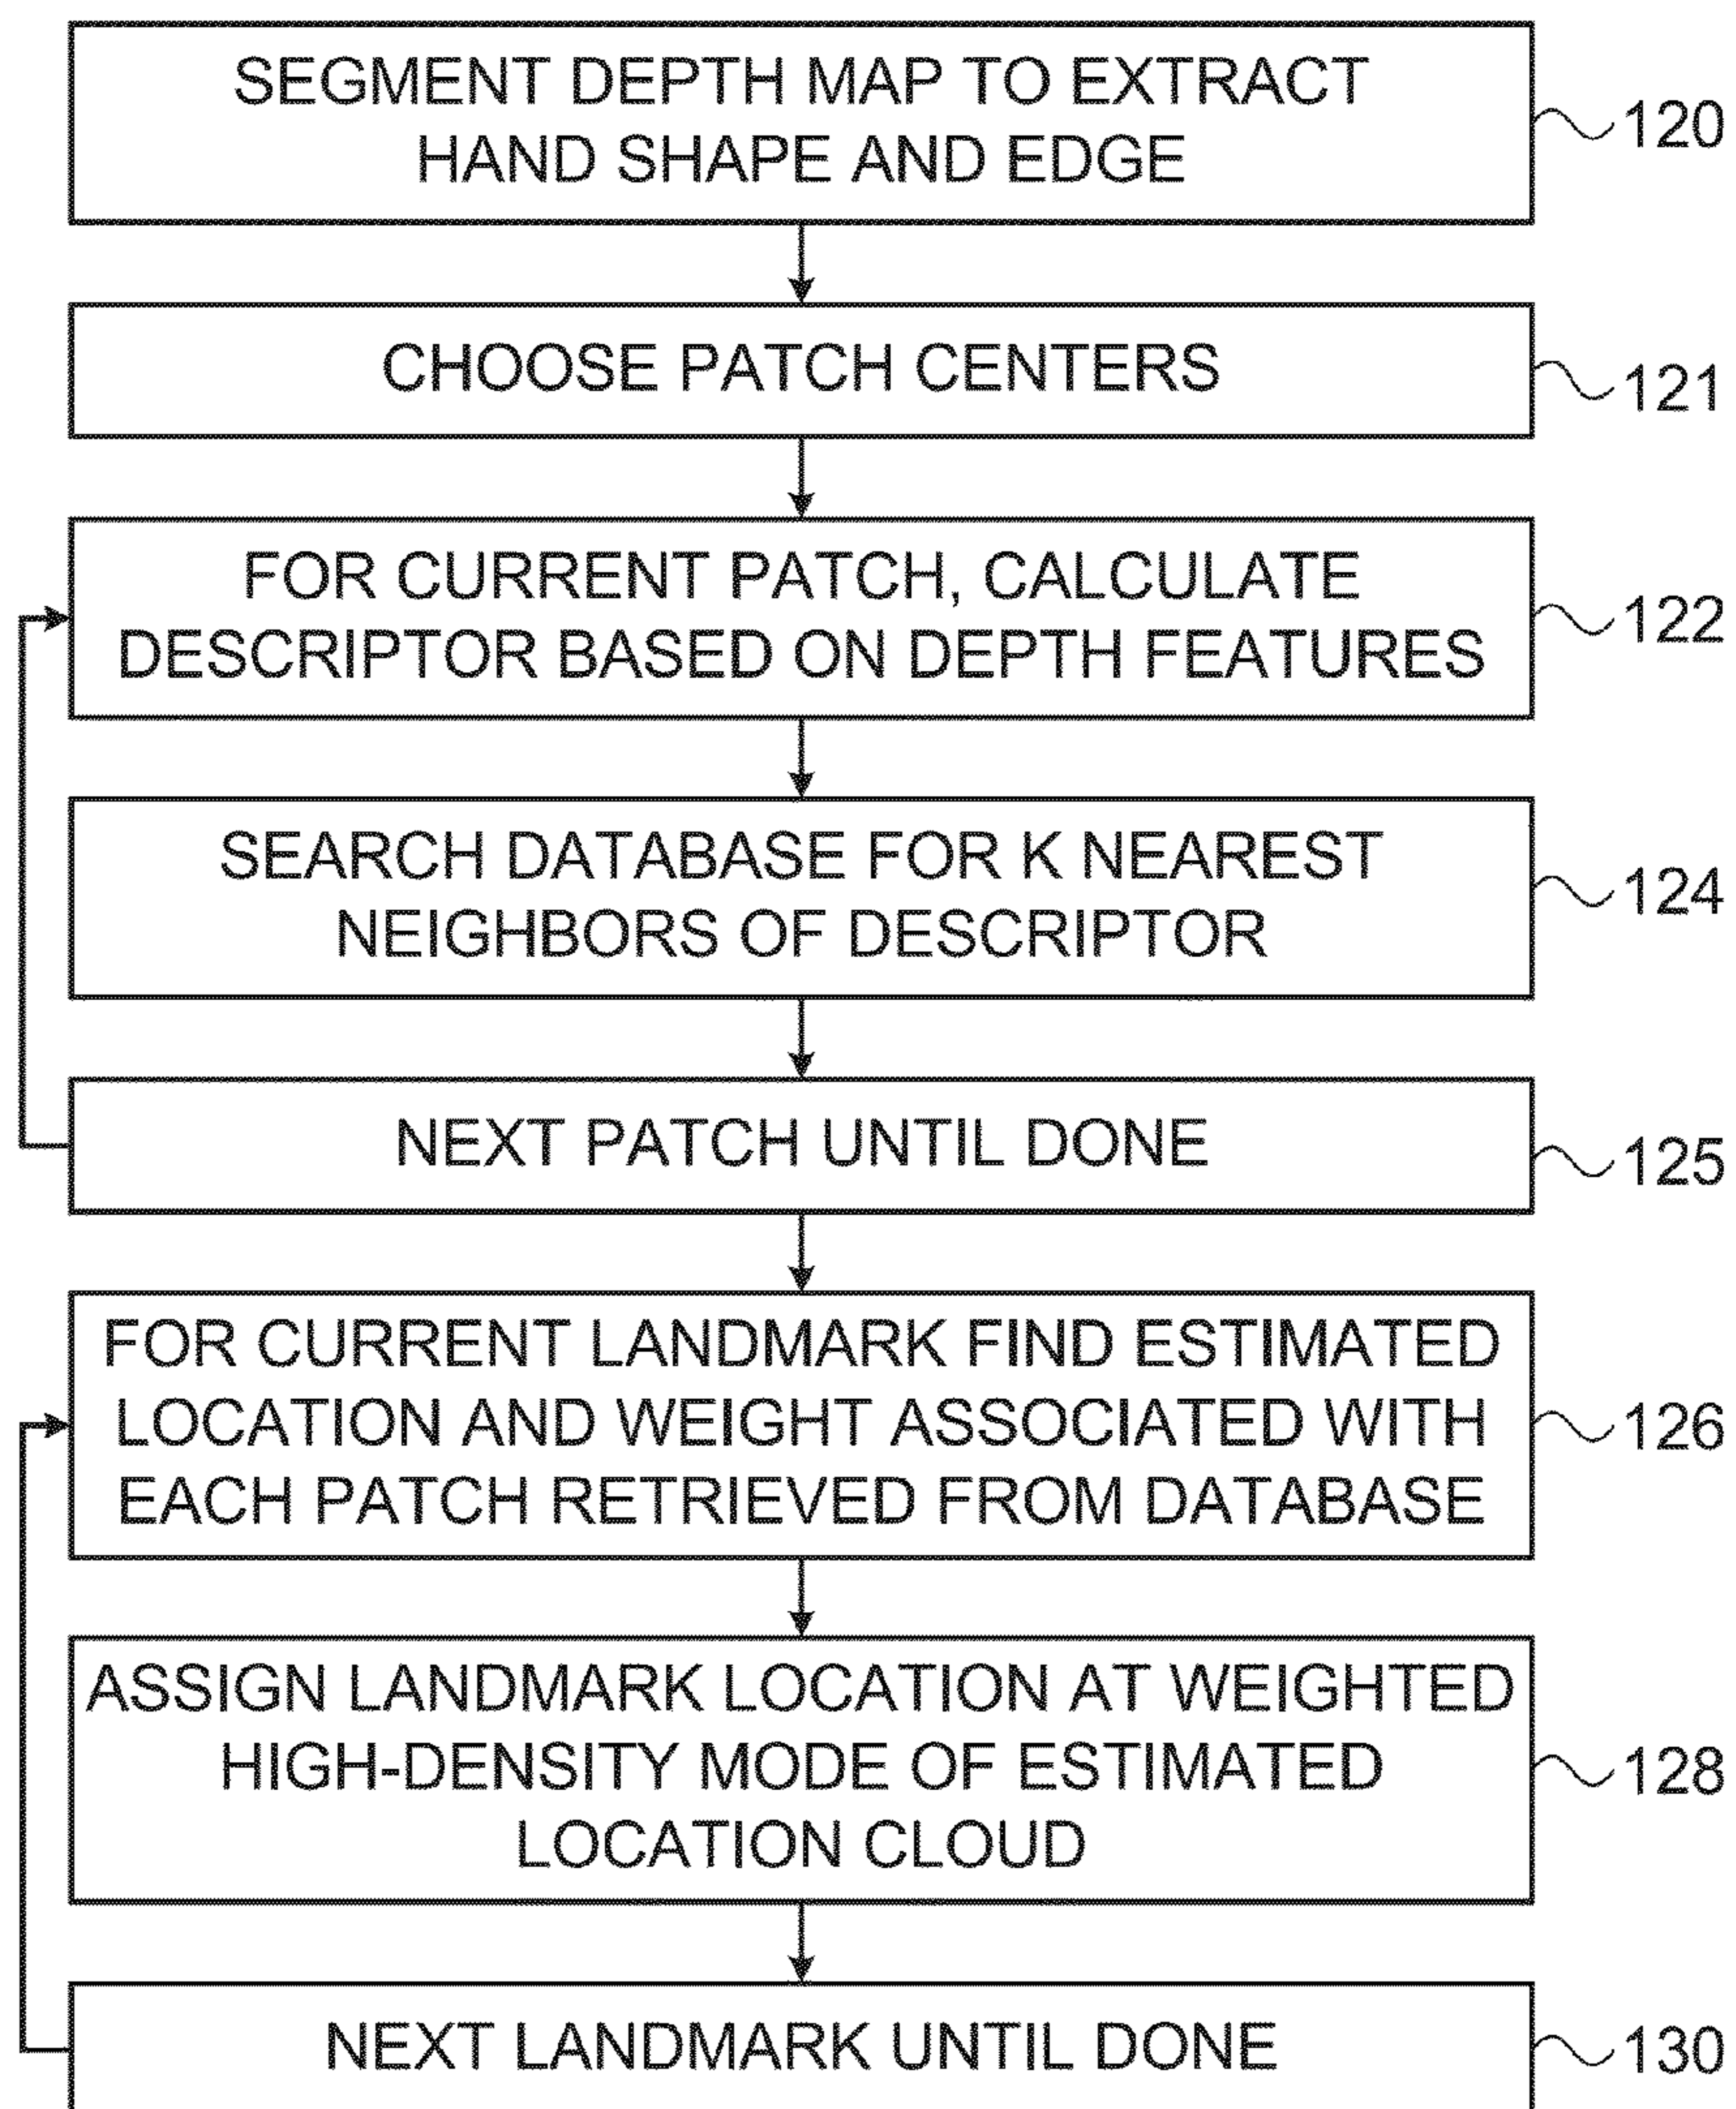 SEGMENT DEPTH MAP TO EXTRACT
HAND SHAPE AND EDGE
120
CHOOSE PATCH CENTERS
121
FOR CURRENT PATCH, CALCULATE
DESCRIPTOR BASED ON DEPTH FEATURES
122
SEARCH DATABASE FOR K NEAREST
NEIGHBORS OF DESCRIPTOR
124
NEXT PATCH UNTIL DONE
125
FOR CURRENT LANDMARK FIND ESTIMATED
LOCATION AND WEIGHT ASSOCIATED WITH
EACH PATCH RETRIEVED FROM DATABASE
126
ASSIGN LANDMARK LOCATION AT WEIGHTED
HIGH-DENSITY MODE OF ESTIMATED
LOCATION CLOUD
128
NEXT LANDMARK UNTIL DONE
130